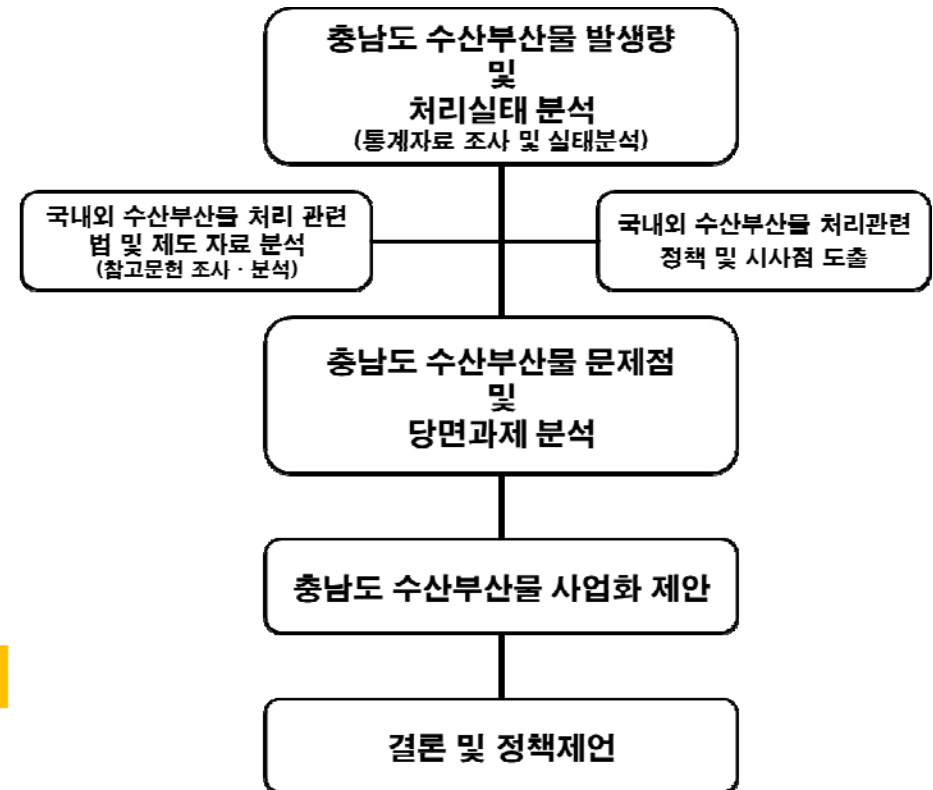 충남도 수산부산물 발생량
및
처리실태 분석
(통계자료 조사 및 실태분석)
국내외 수산부산물 처리 관련
법 및 제도 자료 분석
(참고문헌 조사 · 분석)
국내외 수산부산물 처리관련
정책 및 시사점 도출
충남도 수산부산물 문제점
및
당면과제 분석
충남도 수산부산물 사업화 제안
결론 및 정책제언